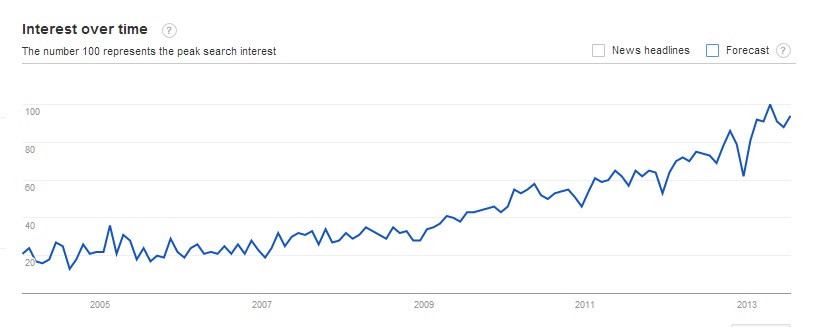 Interest over time ?
The number 100 represents the peak search interest
News headlines Forecast ?
100
80
60
40
20
2005 2007 2009 2011 2013